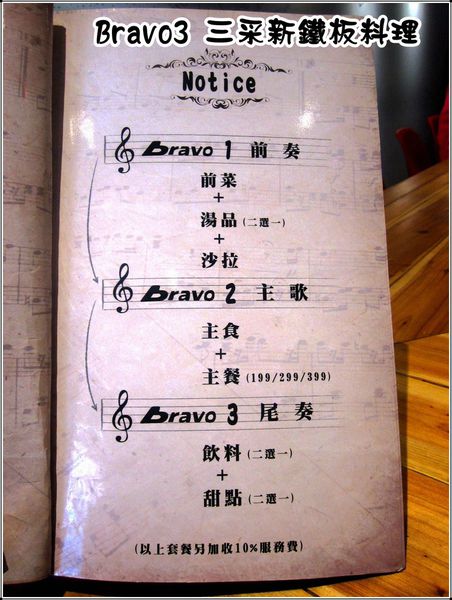 Bravo3 三采新鐵板料理
Notice
Bravo 1 前奏
前菜
+
湯品(二選一)
+
沙拉
Bravo 2 主歌
主食
+
主餐(199/299/399)
Bravo 3 尾奏
飲料(二選一)
+
甜點(二選一)
(以上套餐另加收10%服務費)